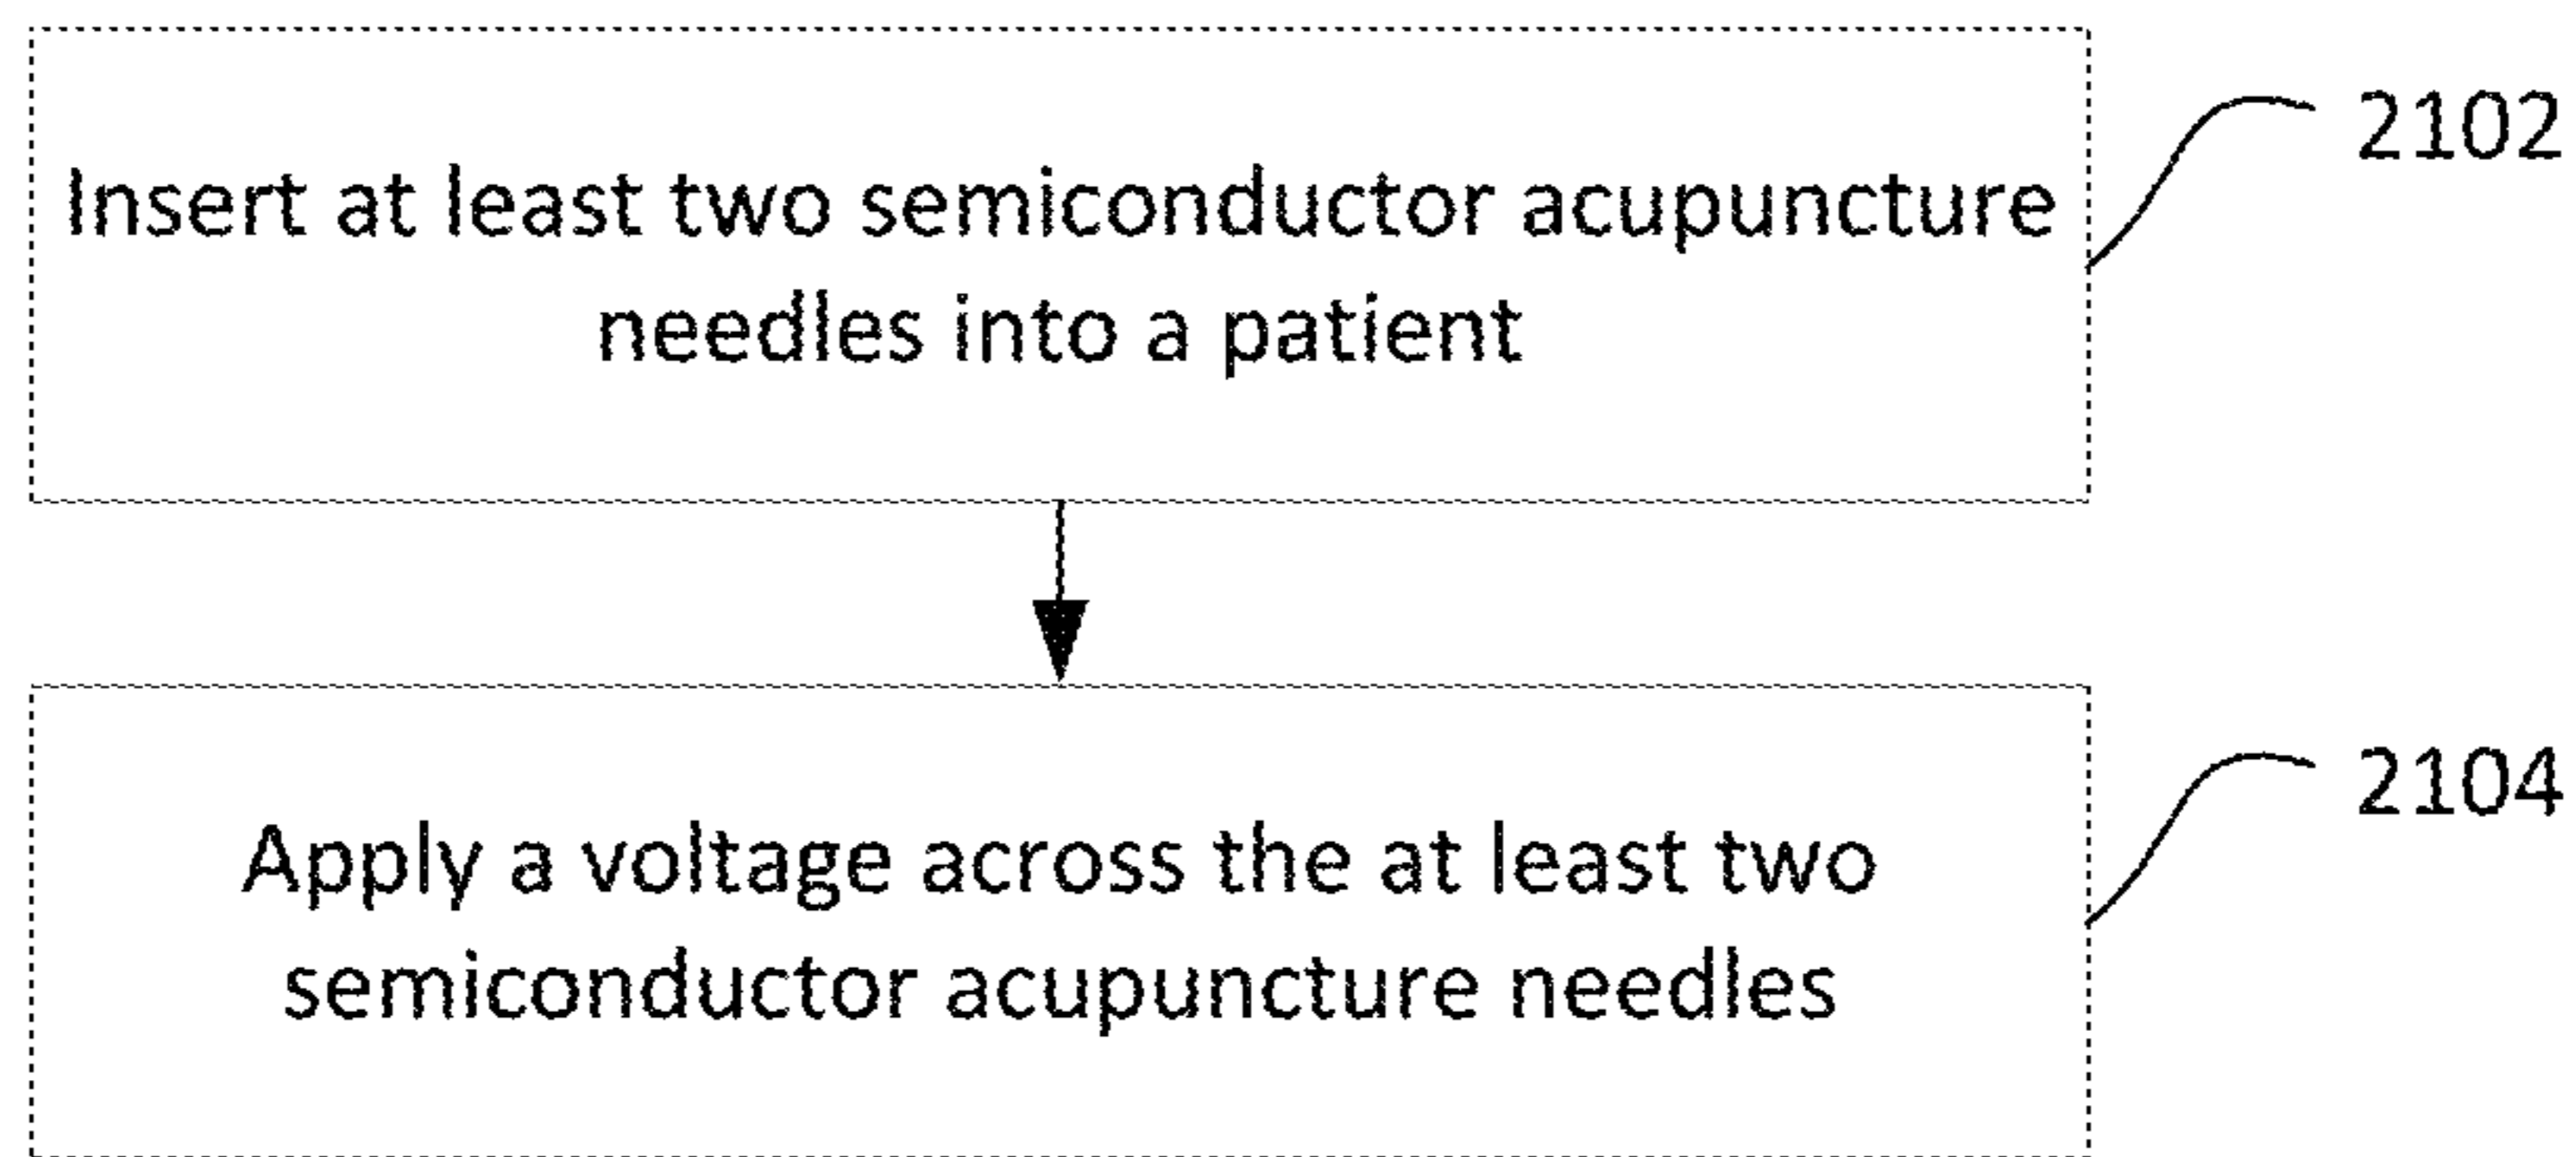 Insert at least two semiconductor acupuncture
needles into a patient
2102
Apply a voltage across the at least two
semiconductor acupuncture needles
2104